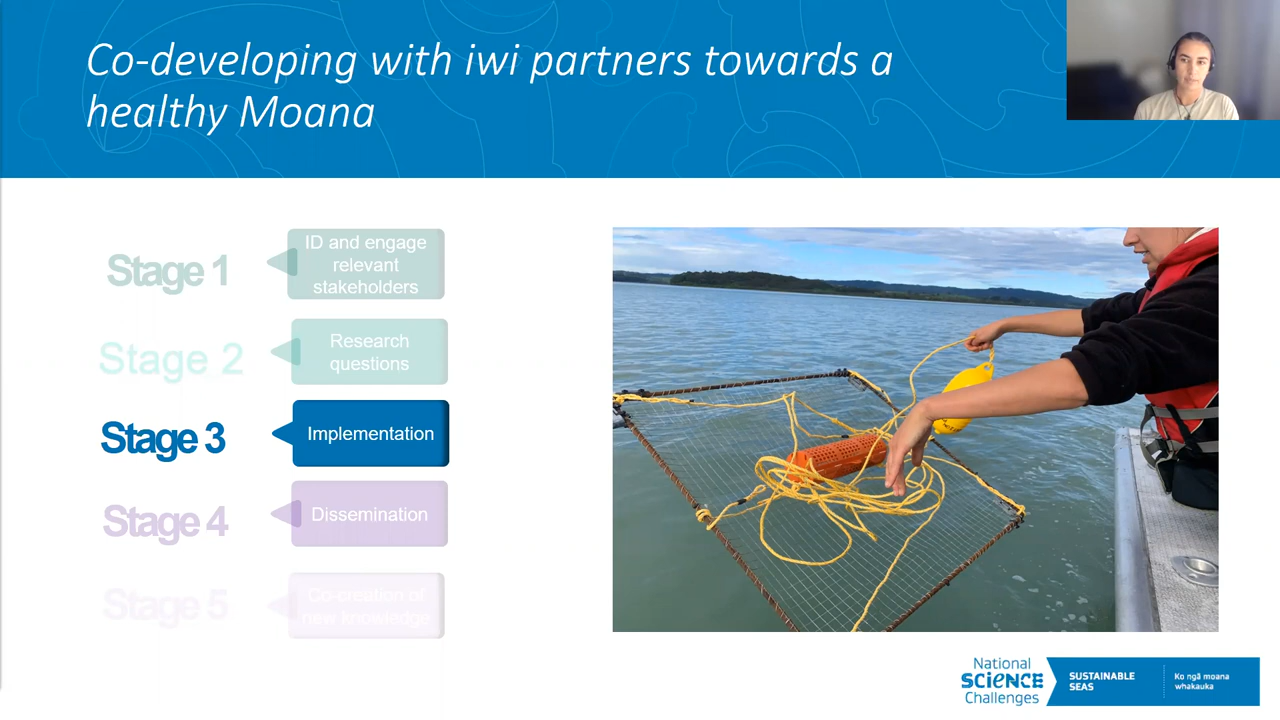 Co-developing with iwi partners towards a
healthy Moana
Stage 1
ID and engage
relevant
stakeholders
Stage 2
Research
questions
Stage 3
Implementation
Stage 4
Dissemination
Stage 5
Co-creation of
new knowledge
National
SCIENCE
Challenges
SUSTAINABLE
SEAS
Ko ngā moana
whakauka